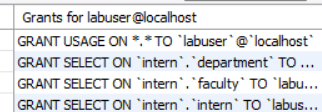 Grants for labuser@localhost
GRANT USAGE ON *.* TO `labuser`@`localhost`
GRANT SELECT ON `intern`.`department` TO ...
GRANT SELECT ON `intern`.`faculty` TO `labu...
GRANT SELECT ON `intern`.`intern` TO `labus...